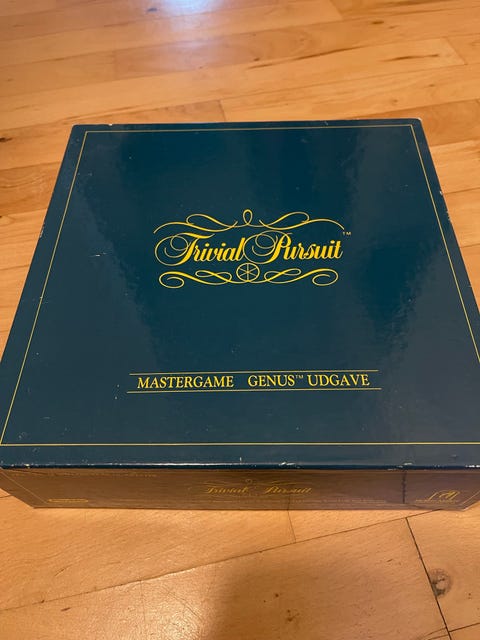 Trivial Pursuit™
MASTERGAME GENUS™ UDGAVE
Trivial Pursuit